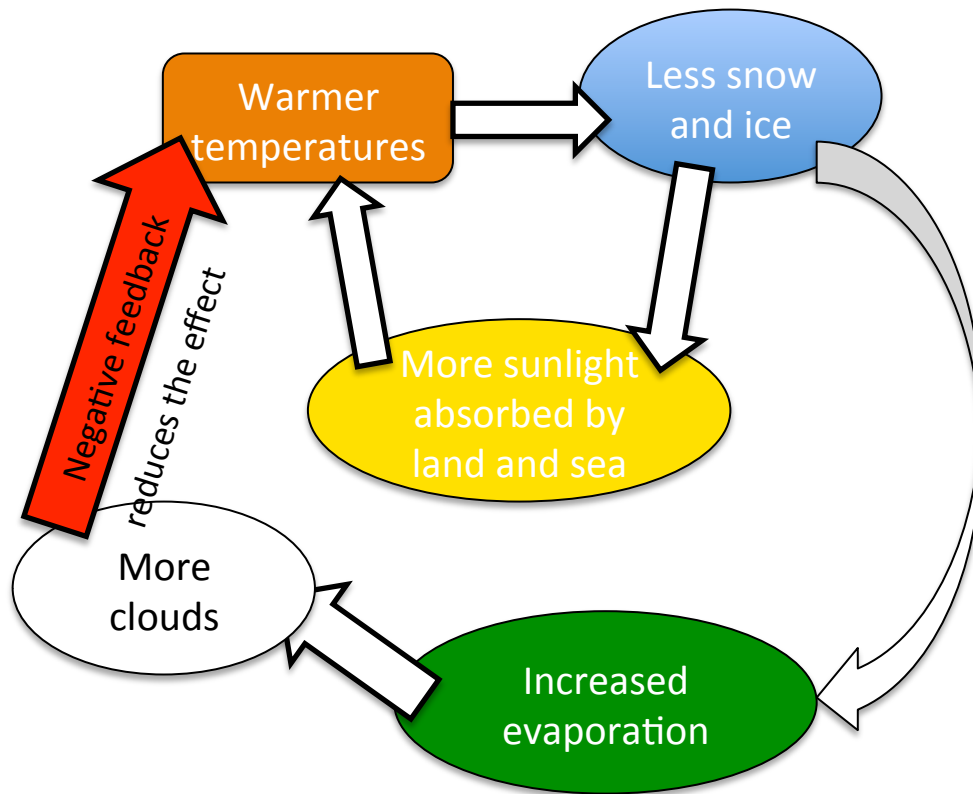 Warmer
temperatures
Less snow
and ice
More sunlight
absorbed by
land and sea
Negative feedback
reduces the effect
More
clouds
Increased
evaporation